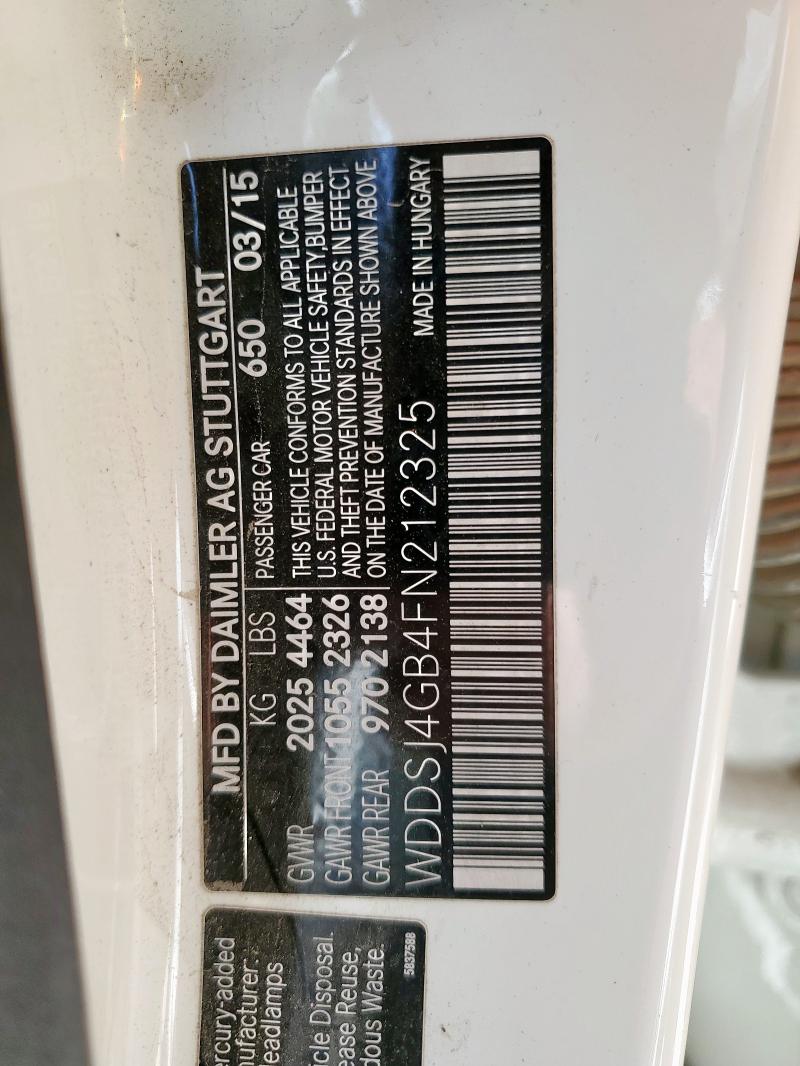 MFD BY DAIMLER AG STUTTGART
KG LBS PASSENGER CAR 650 03/15
GVWR 2025 4464 THIS VEHICLE CONFORMS TO ALL APPLICABLE
GAWR FRONT 1055 2326 U.S. FEDERAL MOTOR VEHICLE SAFETY,BUMPER
AND THEFT PREVENTION STANDARDS IN EFFECT
GAWR REAR 970 2138 ON THE DATE OF MANUFACTURE SHOWN ABOVE
WDDSJ4GB4FN212325 MADE IN HUNGARY
ercury-added
nufacturer
eadlamps
icle Disposal.
ease Reuse,
dous Waste.
5837588